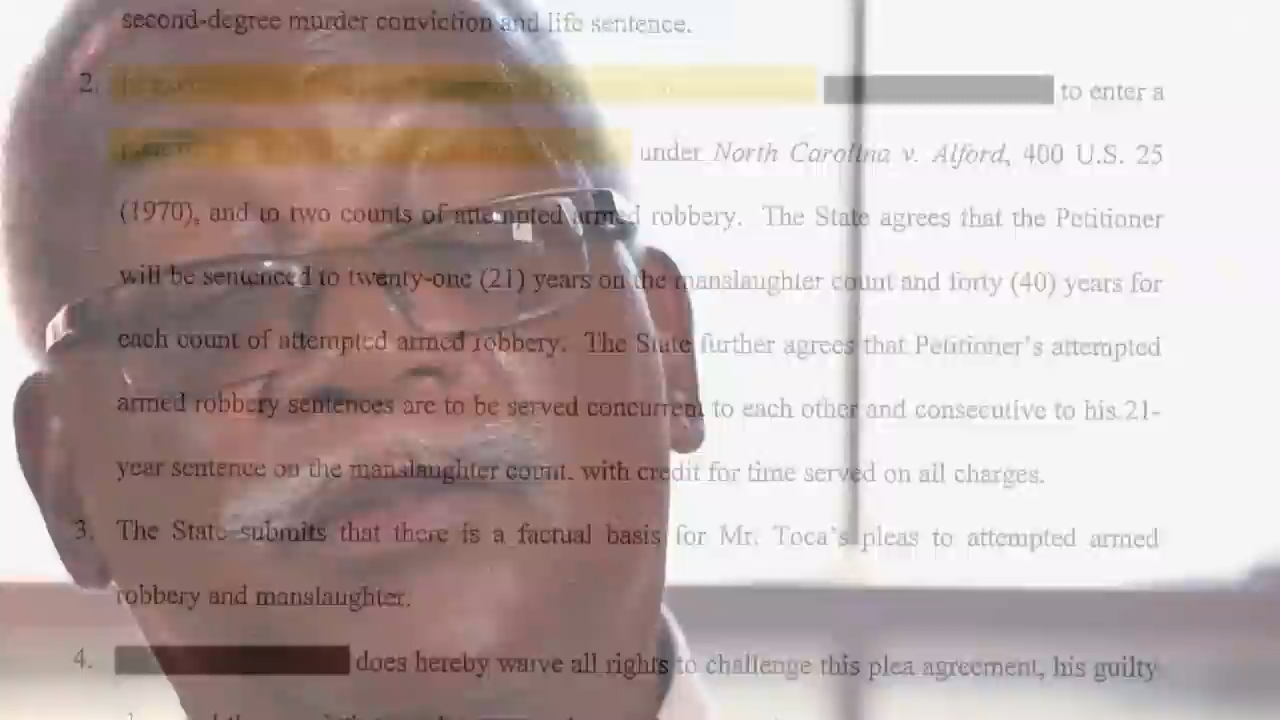 second-degree murder conviction and life sentence.
2. to enter a
under North Carolina v. Alford, 400 U.S. 25
(1970), and to two counts of attempted armed robbery. The State agrees that the Petitioner
will be sentenced to twenty-one (21) years on the manslaughter count and forty (40) years for
each count of attempted armed robbery. The State further agrees that Petitioner's attempted
armed robbery sentences are to be served concurrent to each other and consecutive to his 21-
year sentence on the manslaughter count, with credit for time served on all charges.
3. The State submits that there is a factual basis for Mr. Toca's pleas to attempted armed
robbery and manslaughter.
4. does hereby waive all rights to challenge this plea agreement, his guilty